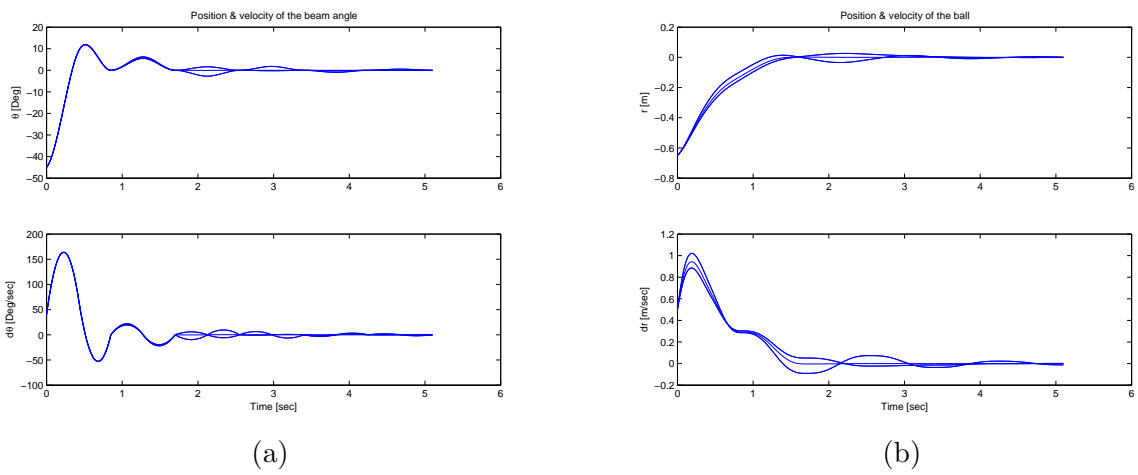 Position & velocity of the beam angle
20
10
0
−10
−20
−30
−40
−50
θ [Deg]
0 1 2 3 4 5 6
200
150
100
50
0
−50
−100
dθ [Deg/sec]
0 1 2 3 4 5 6
Time [sec]
(a)
Position & velocity of the ball
0.2
0
−0.2
−0.4
−0.6
−0.8
r [m]
0 1 2 3 4 5 6
1.2
1
0.8
0.6
0.4
0.2
0
−0.2
dr [m/sec]
0 1 2 3 4 5 6
Time [sec]
(b)